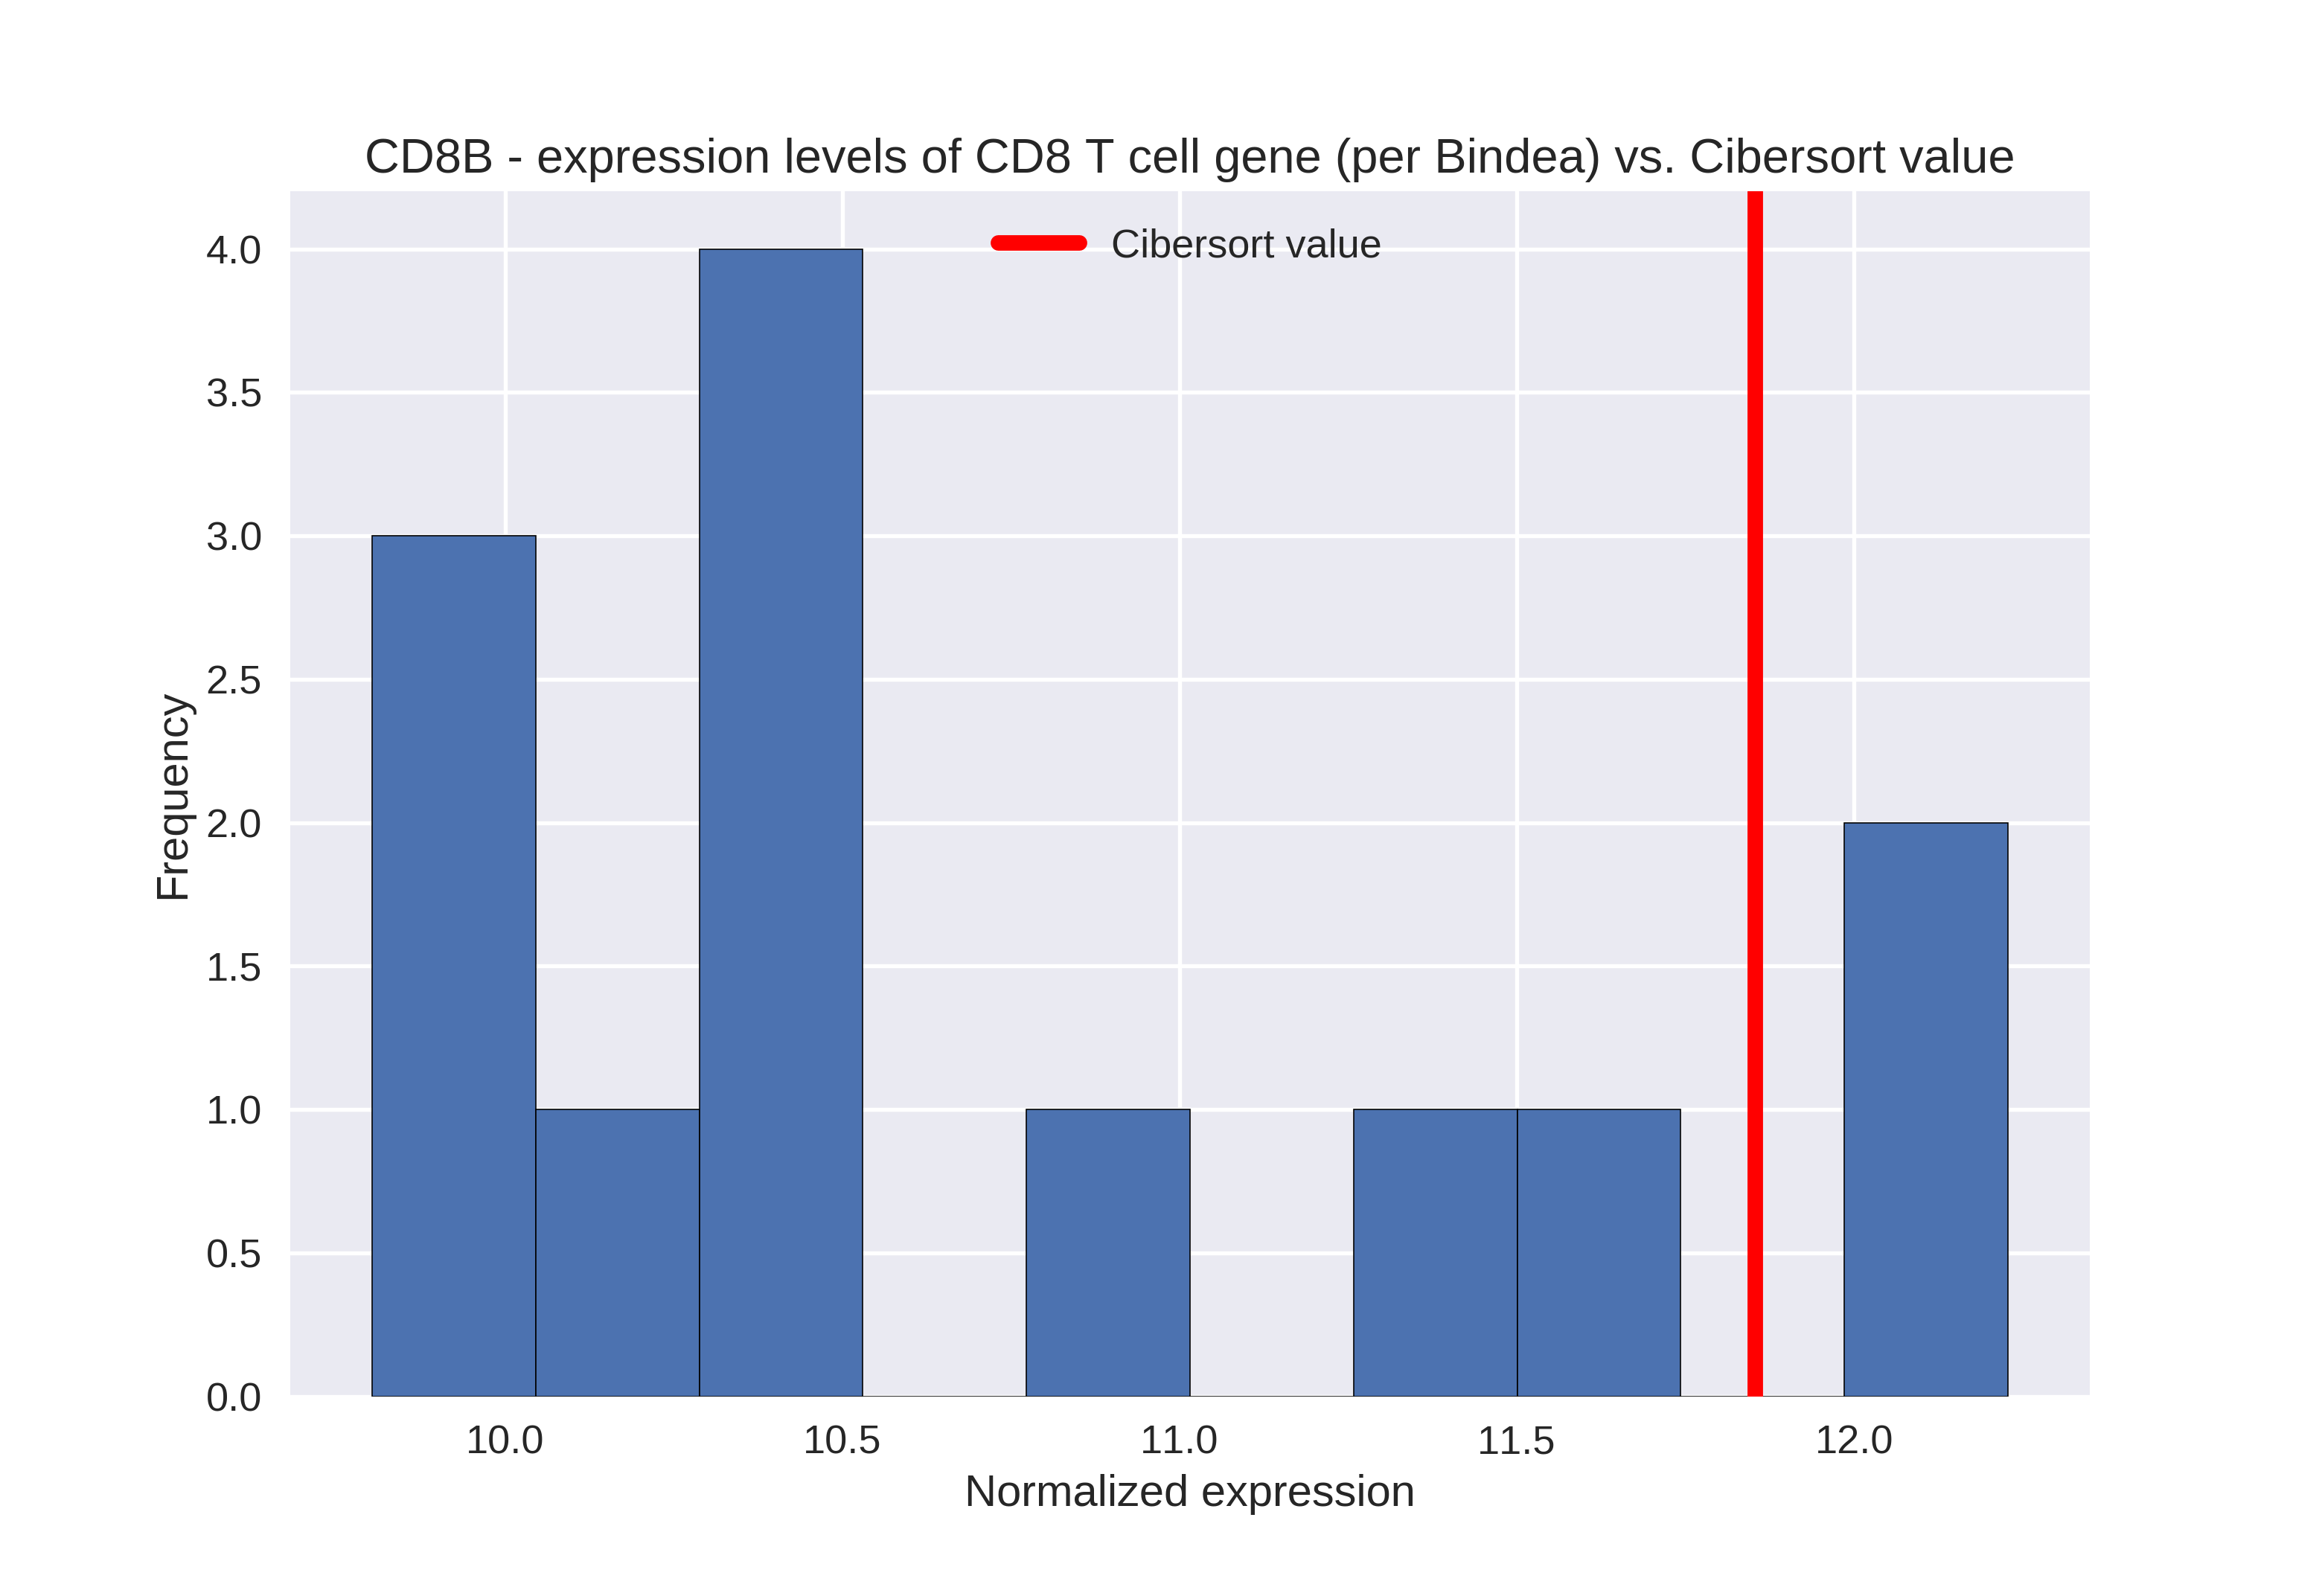 CD8B - expression levels of CD8 T cell gene (per Bindea) vs. Cibersort value
Cibersort value
4.0
3.5
3.0
2.5
2.0
1.5
1.0
0.5
0.0
Frequency
10.0 10.5 11.0 11.5 12.0
Normalized expression